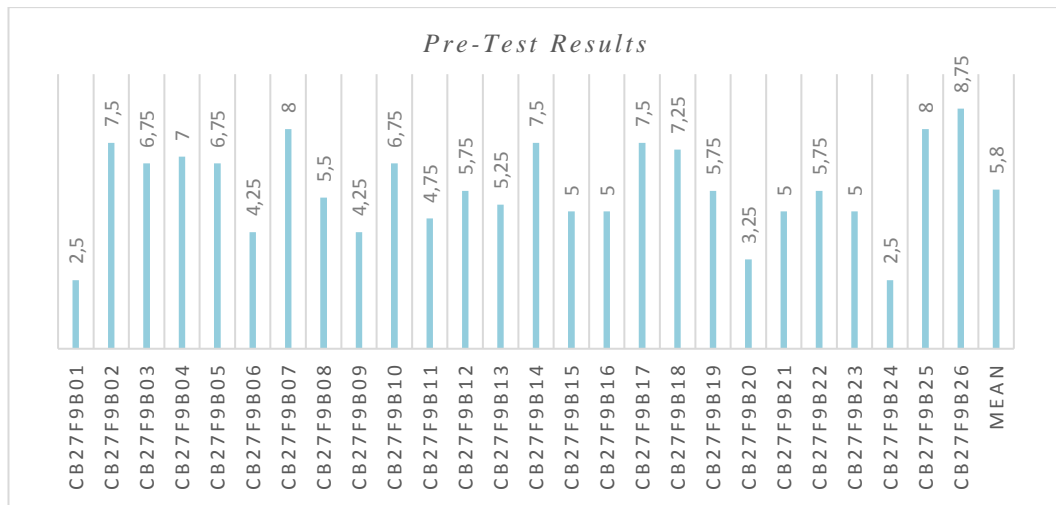 Pre-Test Results
2,5
7,5
6,75
7
6,75
4,25
8
5,5
4,25
6,75
4,75
5,75
5,25
7,5
5
5
7,5
7,25
5,75
3,25
5
5,75
5
2,5
8
8,75
5,8
CB27F9B01
CB27F9B02
CB27F9B03
CB27F9B04
CB27F9B05
CB27F9B06
CB27F9B07
CB27F9B08
CB27F9B09
CB27F9B10
CB27F9B11
CB27F9B12
CB27F9B13
CB27F9B14
CB27F9B15
CB27F9B16
CB27F9B17
CB27F9B18
CB27F9B19
CB27F9B20
CB27F9B21
CB27F9B22
CB27F9B23
CB27F9B24
CB27F9B25
CB27F9B26
MEAN